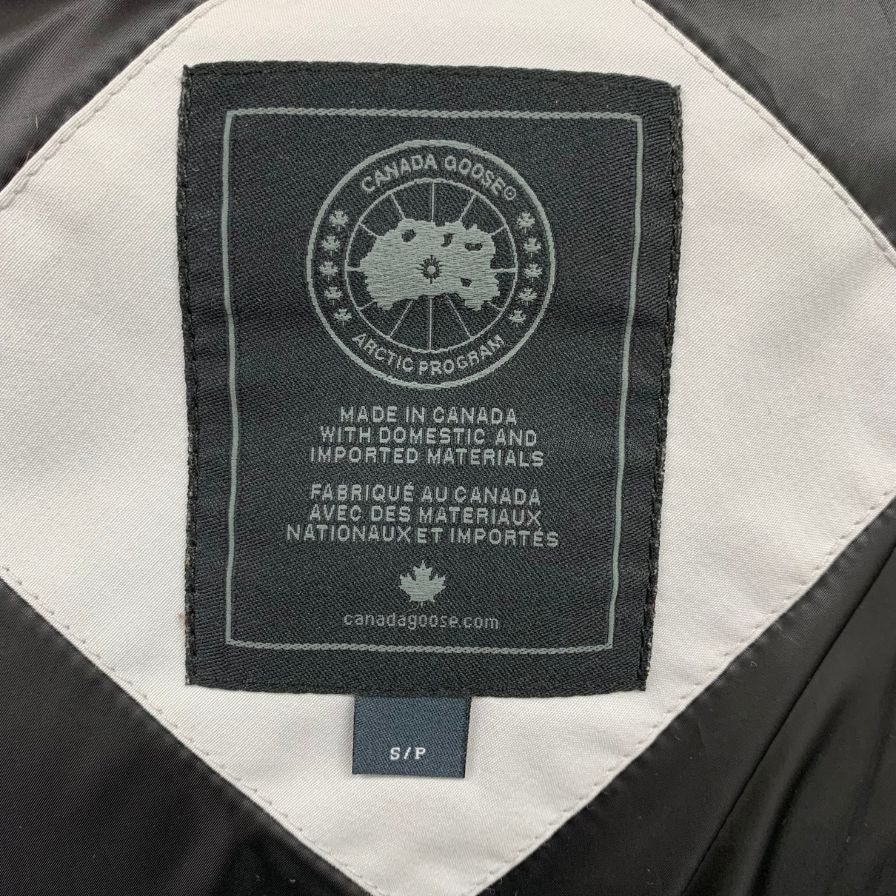 CANADA GOOSE®
ARCTIC PROGRAM
MADE IN CANADA
WITH DOMESTIC AND
IMPORTED MATERIALS
FABRIQUÉ AU CANADA
AVEC DES MATERIAUX
NATIONAUX ET IMPORTÉS
canadagoose.com
S/P